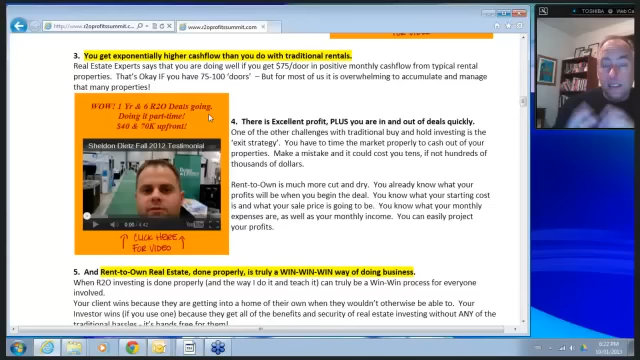 TOSHIBA Web Cam
http://www.r2oprofitssummit.com/
www.r2oprofitssummit.com
FOR VIDEO
3. You get exponentially higher cashflow than you do with traditional rentals.
Real Estate Experts says that you are doing well if you get $75/door in positive monthly cashflow from typical rental
properties. That's Okay IF you have 75-100 'doors' – But for most of us it is overwhelming to accumulate and manage
that many properties!
WOW! 1 Yr & 6 R2O Deals going,
Doing it part-time!
$40 & 70K upfront!
Sheldon Dietz Fall 2012 Testimonial
0:00 / 4:42
YouTube
CLICK HERE
FOR VIDEO
4. There is Excellent profit, PLUS you are in and out of deals quickly.
One of the other challenges with traditional buy and hold investing is the
'exit strategy'. You have to time the market properly to cash out of your
properties. Make a mistake and it could cost you tens, if not hundreds of
thousands of dollars.
Rent-to-Own is much more cut and dry. You already know what your
profits will be when you begin the deal. You know what your starting cost
is and what your sale price is going to be. You know what your monthly
expenses are, as well as your monthly income. You can easily project
your profits.
5. And Rent-to-Own Real Estate, done properly, is truly a WIN-WIN-WIN way of doing business.
When R2O investing is done properly (and the way I do it and teach it) can truly be a Win-Win process for everyone
involved.
Your client wins because they are getting into a home of their own when they wouldn't otherwise be able to. Your
Investor wins (if you use one) because they get all of the benefits and security of real estate investing without ANY of the
traditional hassles – it's hands free for them!